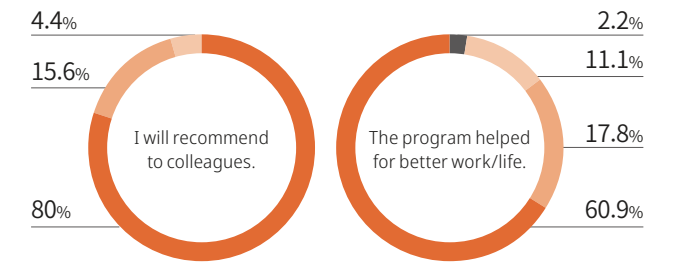 4.4%
15.6%
80%
I will recommend
to colleagues.
2.2%
11.1%
17.8%
60.9%
The program helped
for better work/life.